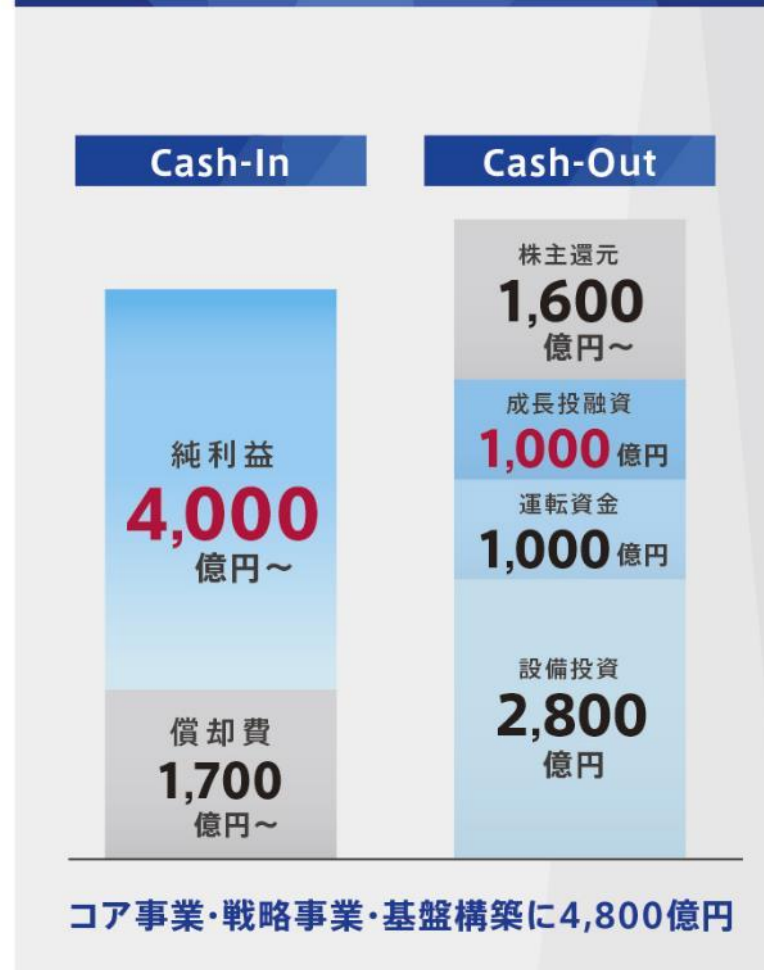 Cash-In
純利益
4,000
億円～
償却費
1,700
億円～
Cash-Out
株主還元
1,600
億円～
成長投融資
1,000億円
運転資金
1,000億円
設備投資
2,800
億円
コア事業・戦略事業・基盤構築に4,800億円